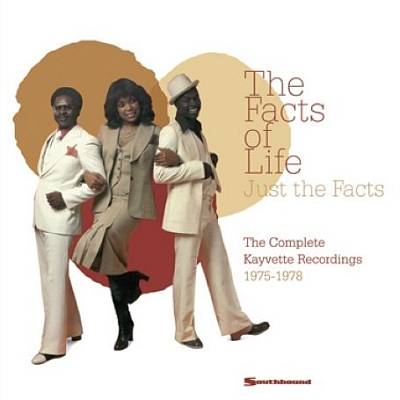 The
Facts
of
Life
Just the Facts
The Complete
Kayvette Recordings
1975-1978
Southbound